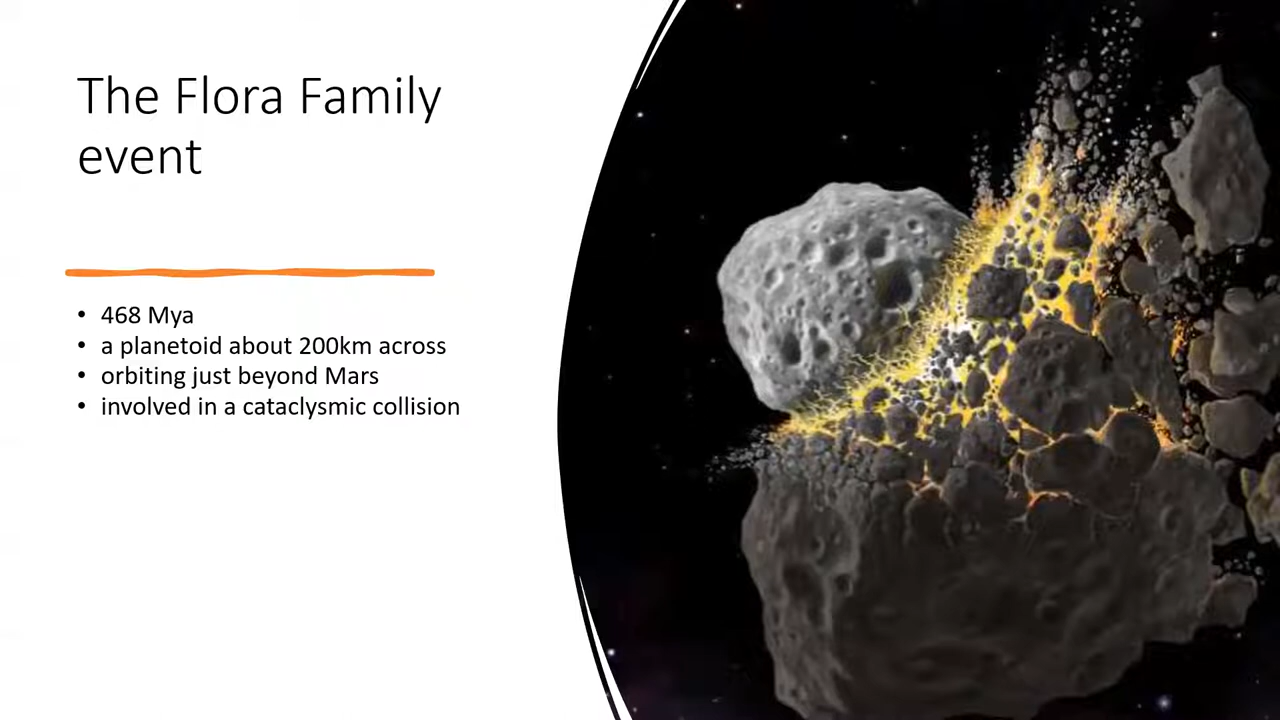 The Flora Family
event
• 468 Mya
• a planetoid about 200km across
• orbiting just beyond Mars
• involved in a cataclysmic collision